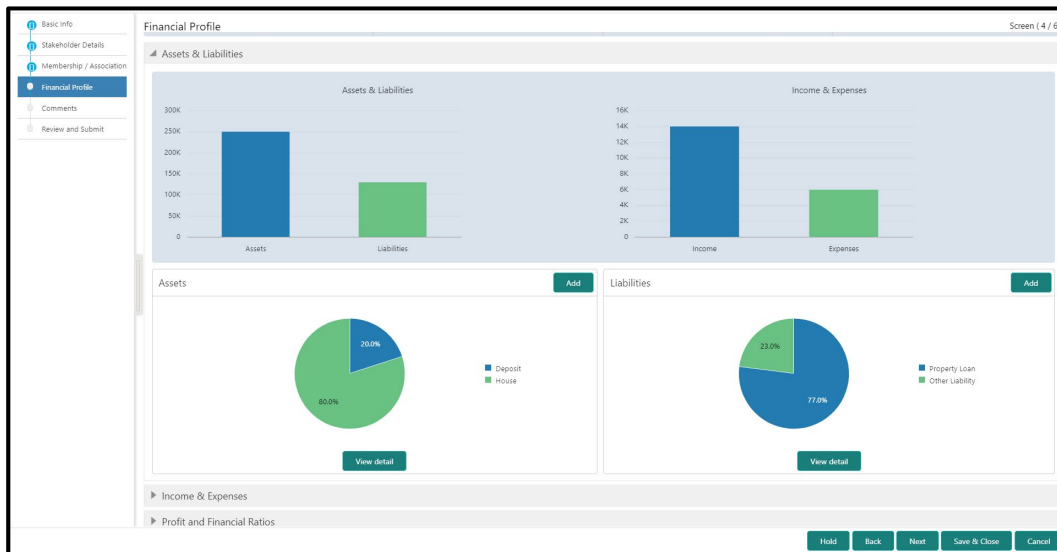 Basic Info
Stakeholder Details
Membership / Association
Financial Profile
Comments
Review and Submit
Financial Profile
Screen ( 4 / 6
Assets & Liabilities
Assets & Liabilities
300K
250K
200K
150K
100K
50K
0
Assets
Liabilities
Income & Expenses
16K
14K
12K
10K
8K
6K
4K
2K
0
Income
Expenses
Assets
Add
20.0%
80.0%
Deposit
House
View detail
Liabilities
Add
23.0%
77.0%
Property Loan
Other Liability
View detail
Income & Expenses
Profit and Financial Ratios
Hold
Back
Next
Save & Close
Cancel